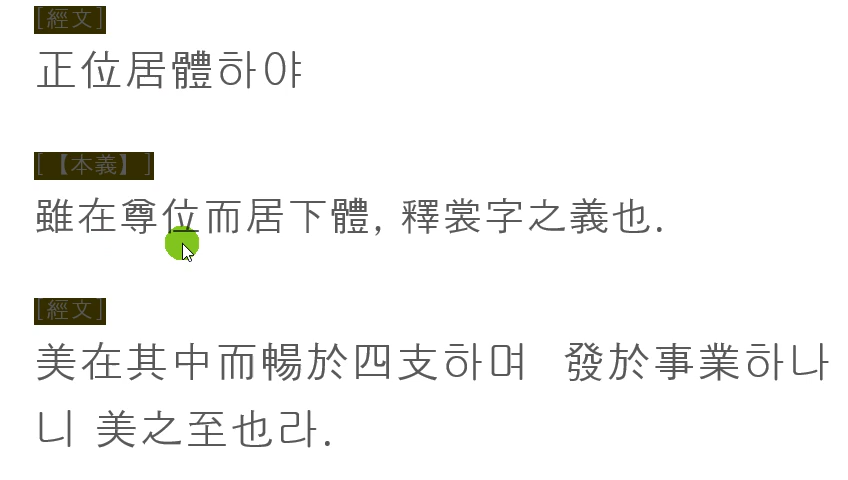 [經文]
正位居體하야
[【本義】]
雖在尊位而居下體, 釋裳字之義也.
[經文]
美在其中而暢於四支하며 發於事業하나
니 美之至也라.